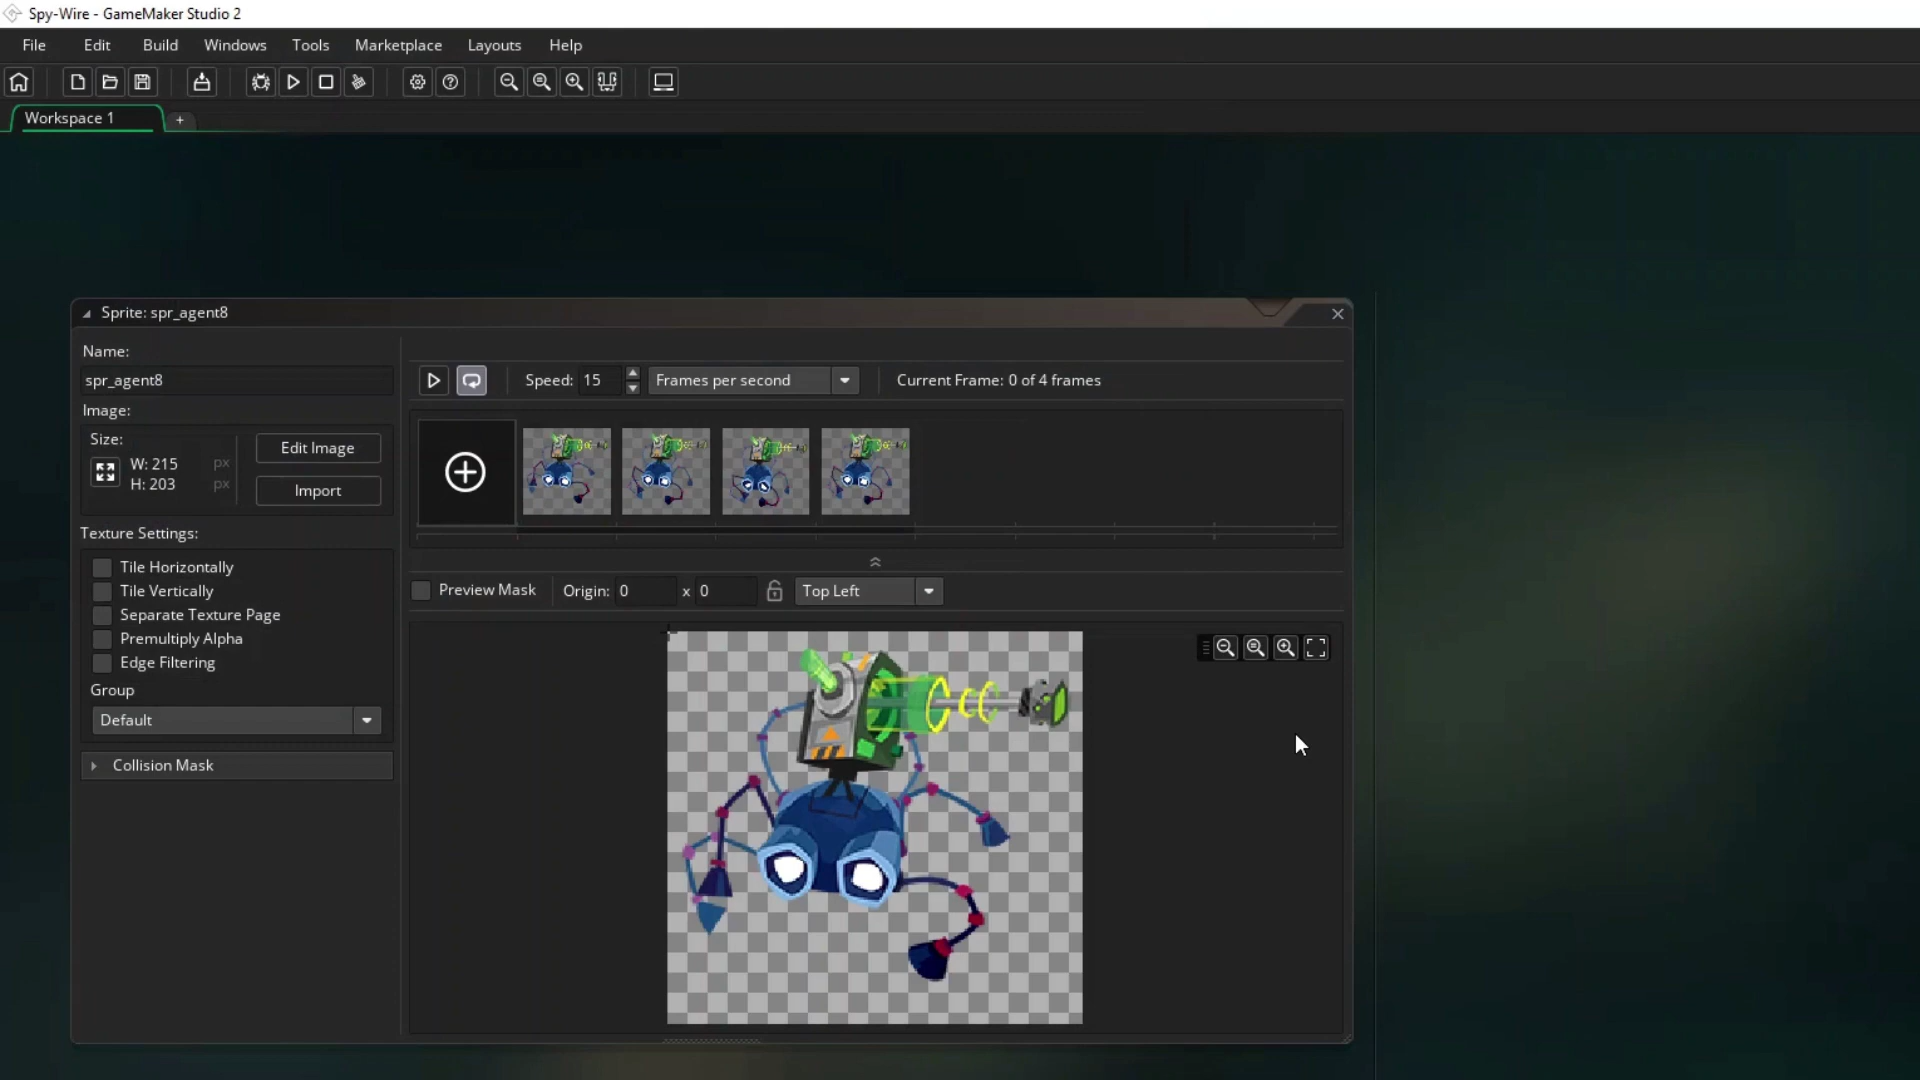 Spy-Wire - GameMaker Studio 2
File Edit Build Windows Tools Marketplace Layouts Help
Workspace 1 +
Sprite: spr_agent8
Name:
spr_agent8
Image:
Size:
W: 215 px
H: 203 px
Edit Image
Import
Texture Settings:
Tile Horizontally
Tile Vertically
Separate Texture Page
Premultiply Alpha
Edge Filtering
Group
Default
Collision Mask
Speed: 15 Frames per second Current Frame: 0 of 4 frames
Preview Mask Origin: 0 x 0 Top Left